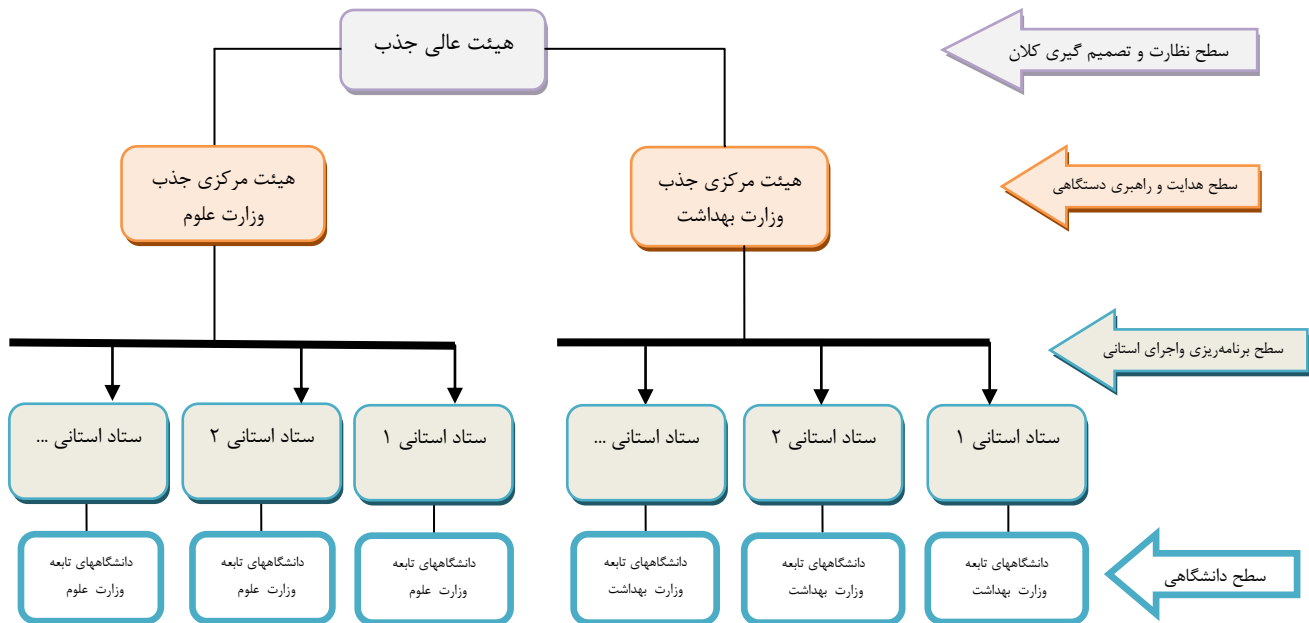 هیئت عالی جذب
سطح نظارت و تصمیم گیری کلان
هیئت مرکزی جذب
وزارت بهداشت
هیئت مرکزی جذب
وزارت علوم
سطح هدایت و راهبری دستگاهی
سطح برنامه‌ریزی واجرای استانی
ستاد استانی ۱
ستاد استانی ۲
ستاد استانی ...
ستاد استانی ۱
ستاد استانی ۲
ستاد استانی ...
سطح دانشگاهی
دانشگاههای تابعه
وزارت بهداشت
دانشگاههای تابعه
وزارت بهداشت
دانشگاههای تابعه
وزارت بهداشت
دانشگاههای تابعه
وزارت علوم
دانشگاههای تابعه
وزارت علوم
دانشگاههای تابعه
وزارت علوم